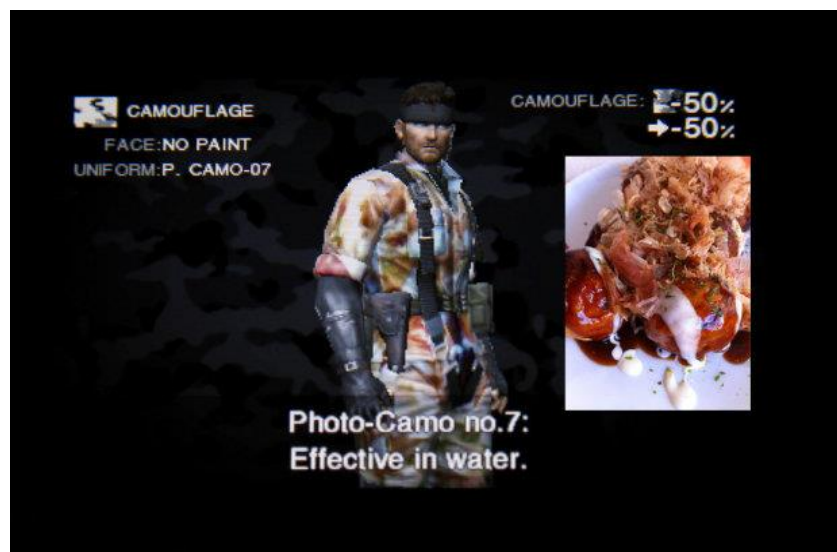 CAMOUFLAGE
FACE:NO PAINT
UNIFORM:P. CAMO-07
CAMOUFLAGE: -50%
➔-50%
Photo-Camo no.7:
Effective in water.